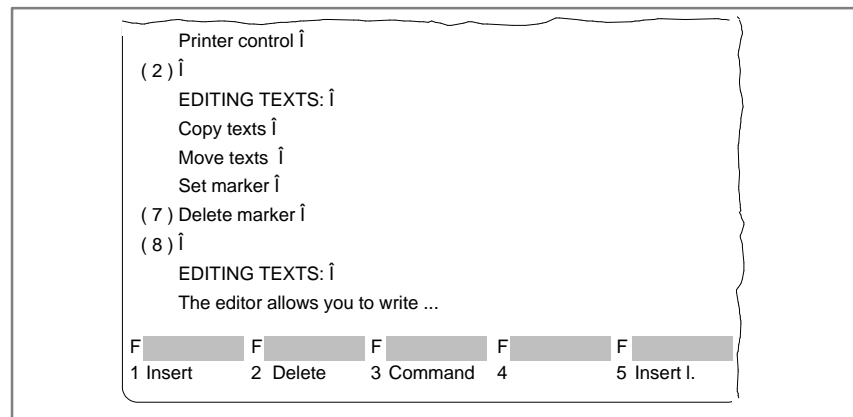 Printer control Î
( 2 ) Î
EDITING TEXTS: Î
Copy texts Î
Move texts Î
Set marker Î
( 7 ) Delete marker Î
( 8 ) Î
EDITING TEXTS: Î
The editor allows you to write ...
F F F F F
1 Insert 2 Delete 3 Command 4 5 Insert l.